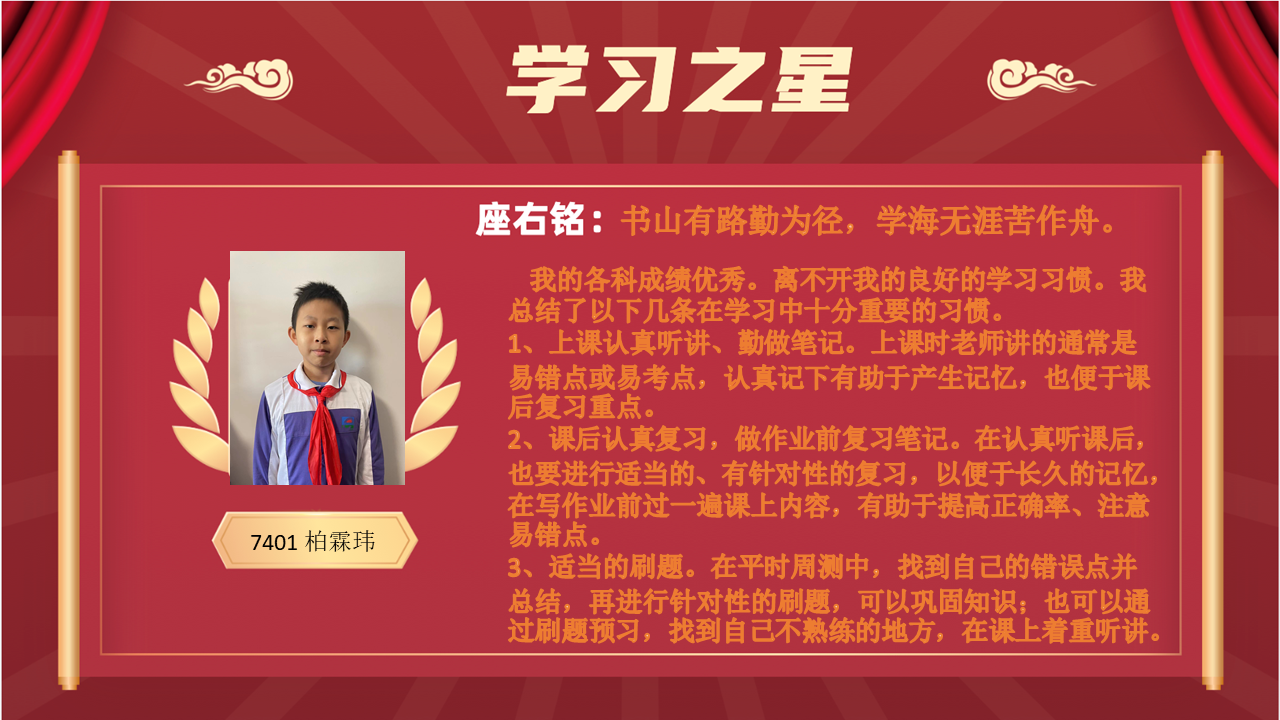 学习之星
座右铭：书山有路勤为径，学海无涯苦作舟。
我的各科成绩优秀。离不开我的良好的学习习惯。我
总结了以下几条在学习中十分重要的习惯。
1、上课认真听讲、勤做笔记。上课时老师讲的通常是
易错点或易考点，认真记下有助于产生记忆，也便于课
后复习重点。
2、课后认真复习，做作业前复习笔记。在认真听课后，
也要进行适当的、有针对性的复习，以便于长久的记忆，
在写作业前过一遍课上内容，有助于提高正确率、注意
易错点。
3、适当的刷题。在平时周测中，找到自己的错误点并
总结，再进行针对性的刷题，可以巩固知识；也可以通
过刷题预习，找到自己不熟练的地方，在课上着重听讲。
7401 柏霖玮